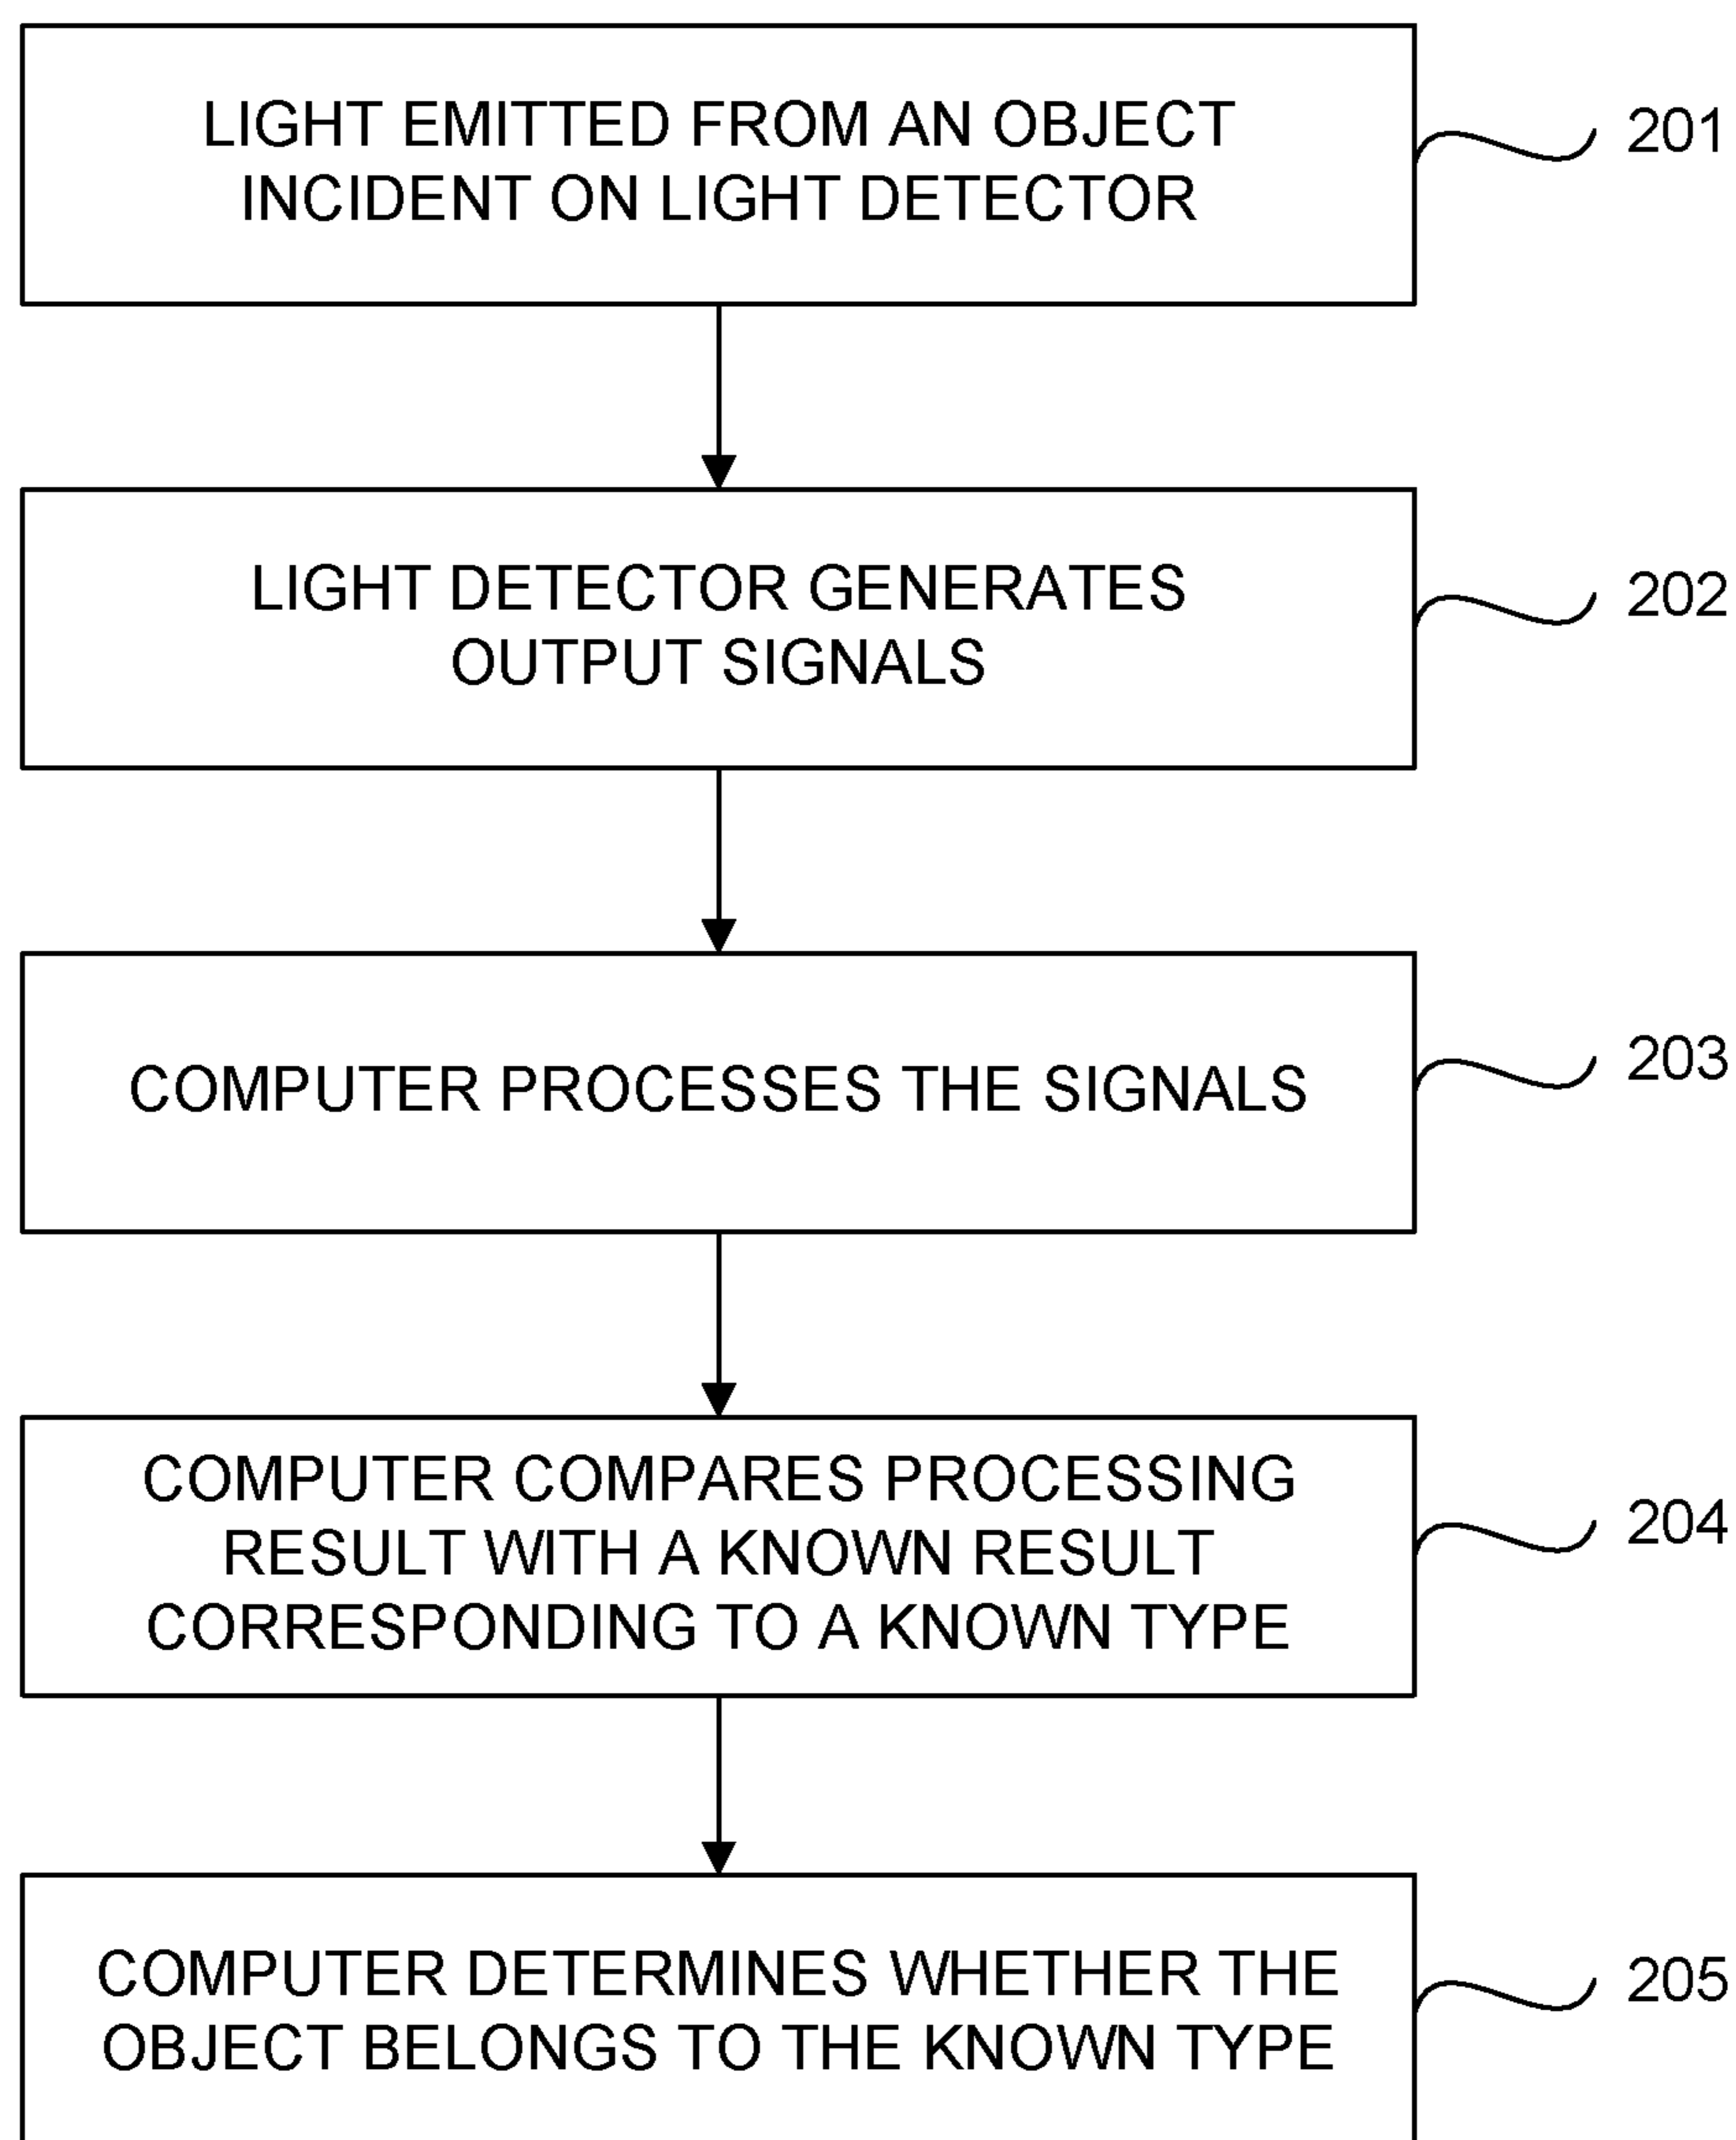 LIGHT EMITTED FROM AN OBJECT
INCIDENT ON LIGHT DETECTOR
201
LIGHT DETECTOR GENERATES
OUTPUT SIGNALS
202
COMPUTER PROCESSES THE SIGNALS
203
COMPUTER COMPARES PROCESSING
RESULT WITH A KNOWN RESULT
CORRESPONDING TO A KNOWN TYPE
204
COMPUTER DETERMINES WHETHER THE
OBJECT BELONGS TO THE KNOWN TYPE
205